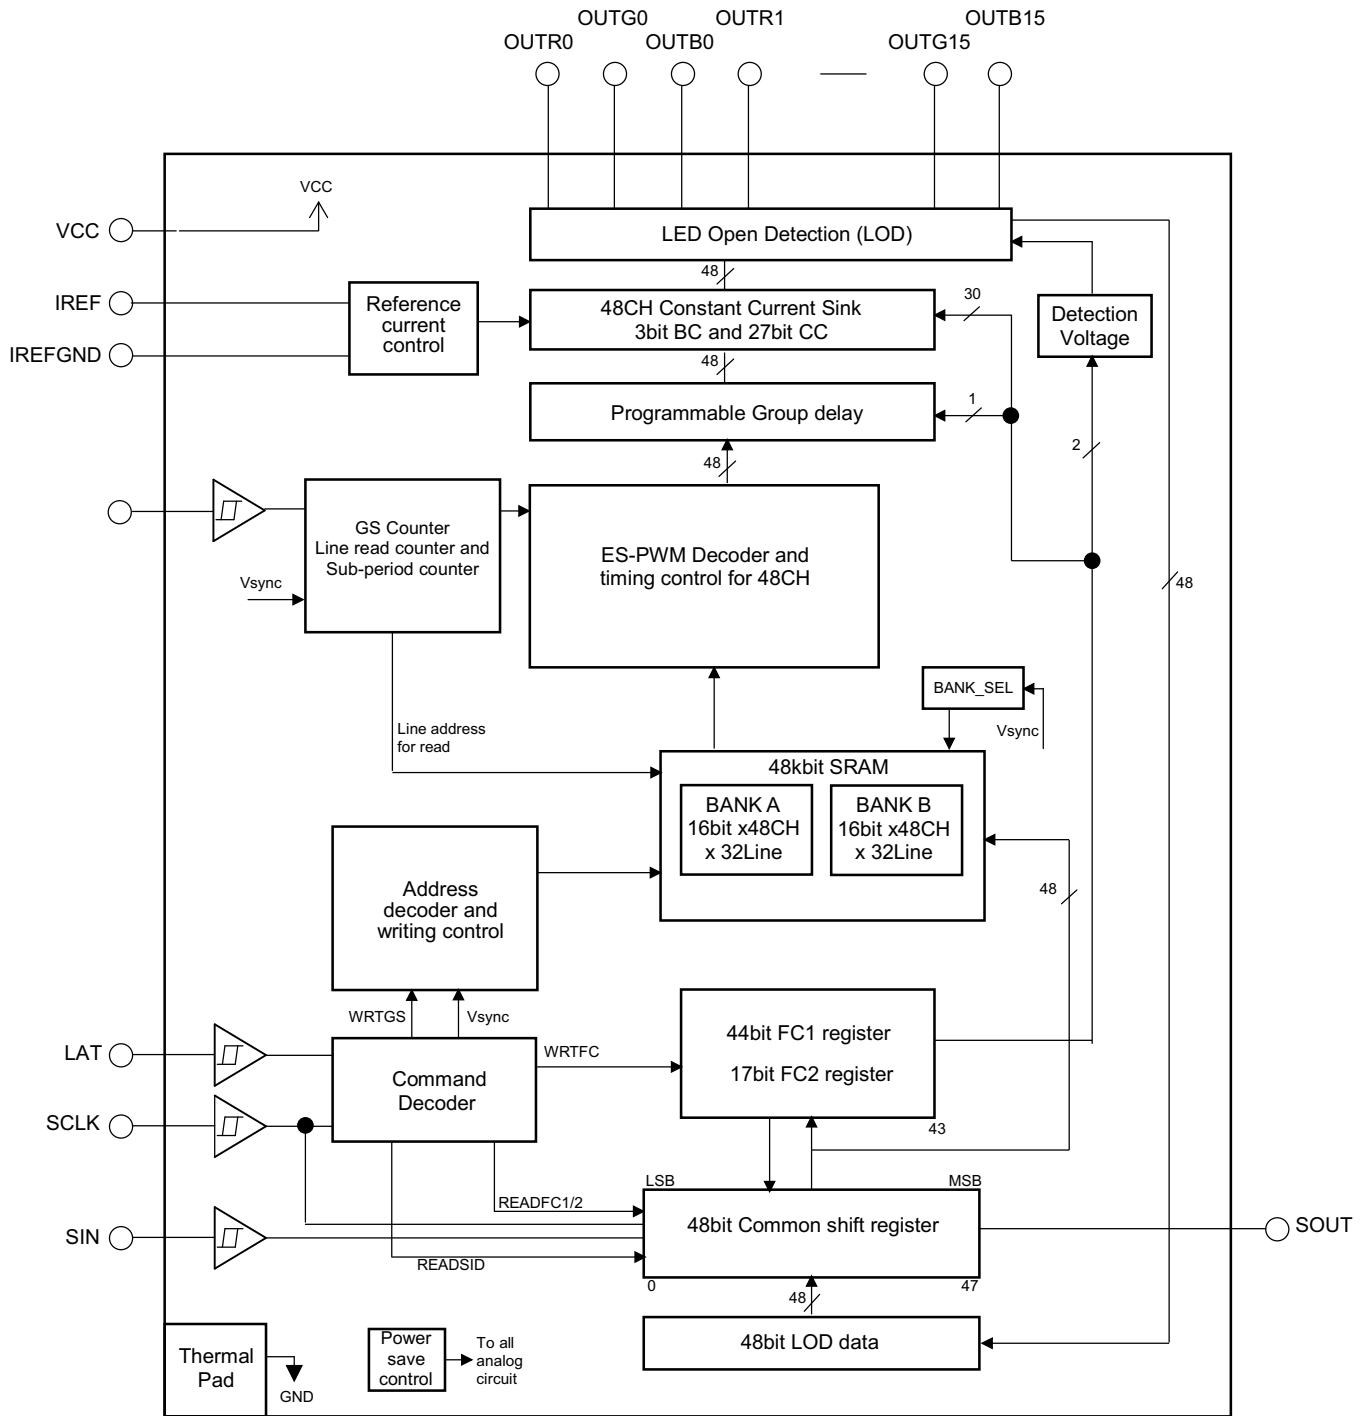 OUTG0
OUTR1
OUTB15
OUTR0
OUTB0
OUTG15
VCC
VCC
LED Open Detection (LOD)
48
IREF
IREFGND
Reference
current
control
48CH Constant Current Sink
3bit BC and 27bit CC
30
Detection
Voltage
48
Programmable Group delay
1
2
48
GS Counter
Line read counter and
Sub-period counter
Vsync
ES-PWM Decoder and
timing control for 48CH
48
BANK_SEL
Vsync
Line address
for read
48kbit SRAM
BANK A
16bit x48CH
x 32Line
BANK B
16bit x48CH
x 32Line
48
Address
decoder and
writing control
WRTGS
Vsync
LAT
SCLK
Command
Decoder
WRTFC
44bit FC1 register
17bit FC2 register
43
LSB
MSB
READFC1/2
48bit Common shift register
SIN
SOUT
READSID
0
47
48
48bit LOD data
Thermal
Pad
GND
Power
save
control
To all
analog
circuit